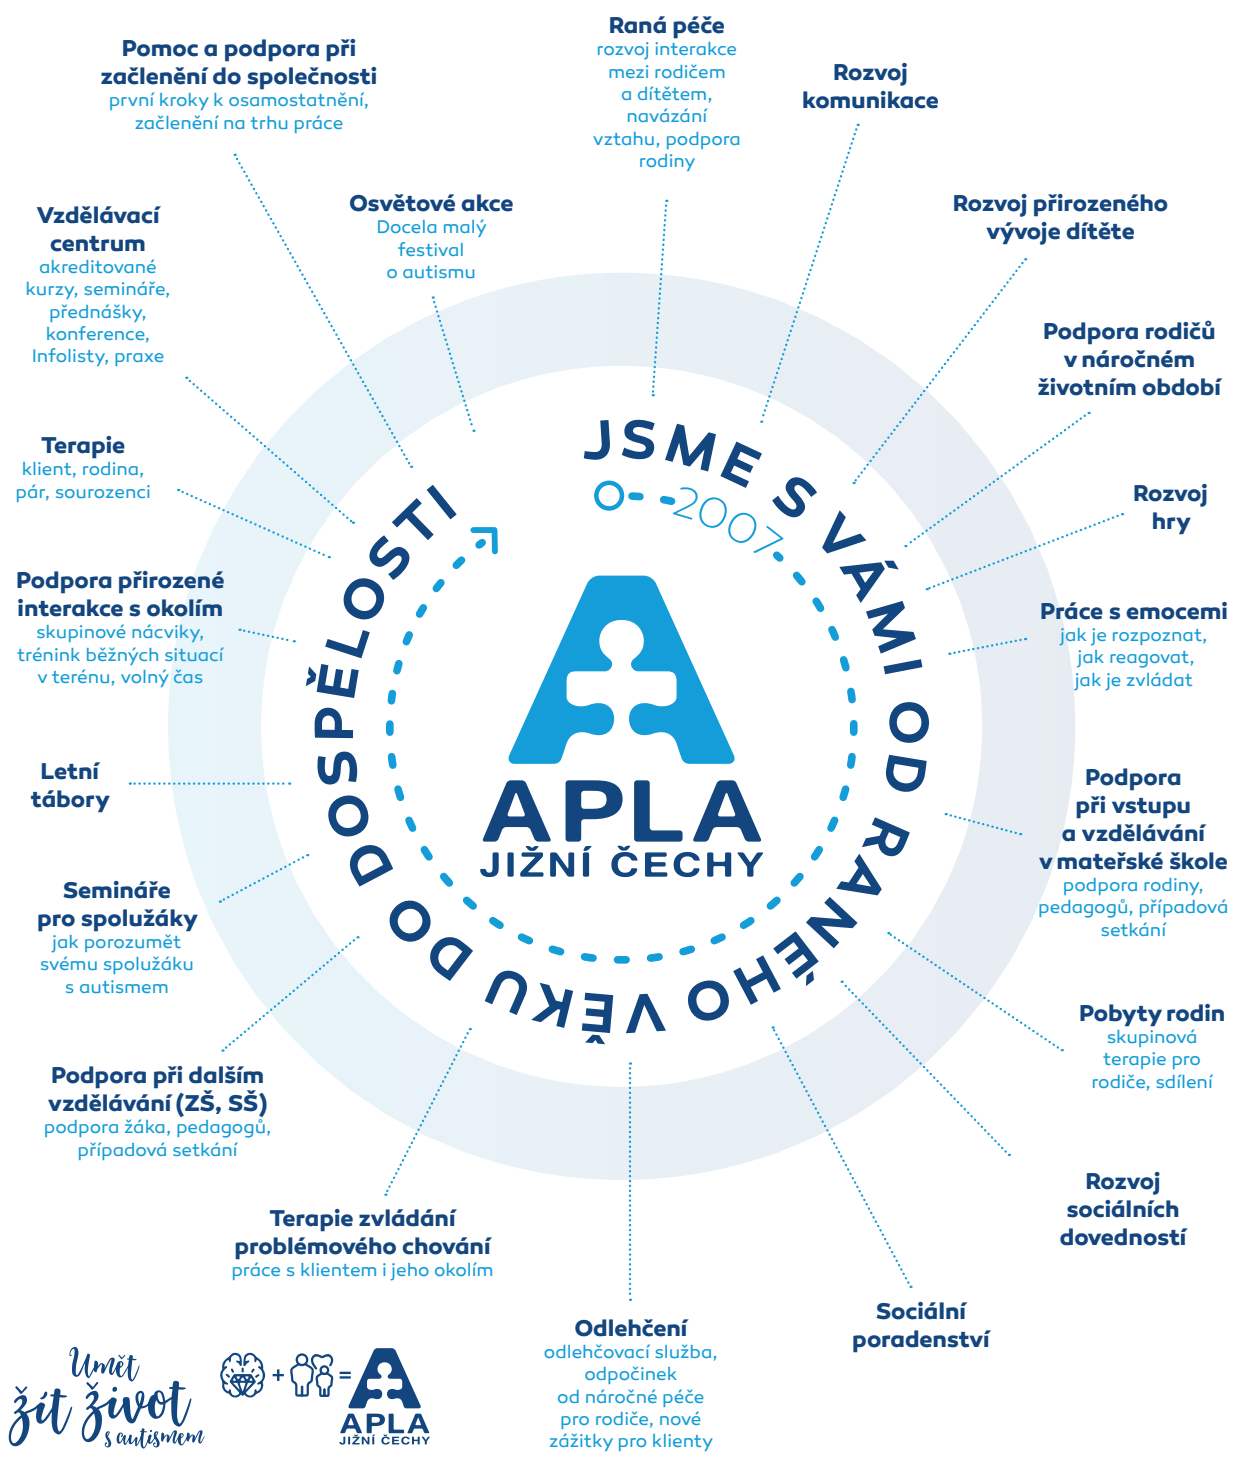 Raná péče
rozvoj interakce
mezi rodičem
a dítětem,
navázání
vztahu, podpora
rodiny
Rozvoj
komunikace
Rozvoj přirozeného
vývoje dítěte
Podpora rodičů
v náročném
životním období
Rozvoj
hry
Práce s emocemi
jak je rozpoznat,
jak reagovat,
jak je zvládat
Podpora
při vstupu
a vzdělávání
v mateřské škole
podpora rodiny,
pedagogů, případová
setkání
Pobyty rodin
skupinová
terapie pro
rodiče, sdílení
Rozvoj
sociálních
dovedností
Sociální
poradenství
Odlehčení
odlehčovací služba,
odpočinek
od náročné péče
pro rodiče, nové
zážitky pro klienty
Terapie zvládání
problémového chování
práce s klientem i jeho okolím
Podpora při dalším
vzdělávání (ZŠ, SŠ)
podpora žáka, pedagogů,
případová setkání
Semináře
pro spolužáky
jak porozumět
svému spolužáku
s autismem
Letní
tábory
Podpora přirozené
interakce s okolím
skupinové nácviky,
trénink běžných situací
v terénu, volný čas
Terapie
klient, rodina,
pár, sourozenci
Vzdělávací
centrum
akreditované
kurzy, semináře,
přednášky,
konference,
Infolisty, praxe
Pomoc a podpora při
začlenění do společnosti
první kroky k osamostatnění,
začlenění na trhu práce
Osvětové akce
Docela malý
festival
o autismu
JSME S VÁMI OD RANÉHO VĚKU DO DOSPĚLOSTI
2007
APLA
JIŽNÍ ČECHY
Umět
žít život
s autismem
+ =
APLA
JIŽNÍ ČECHY